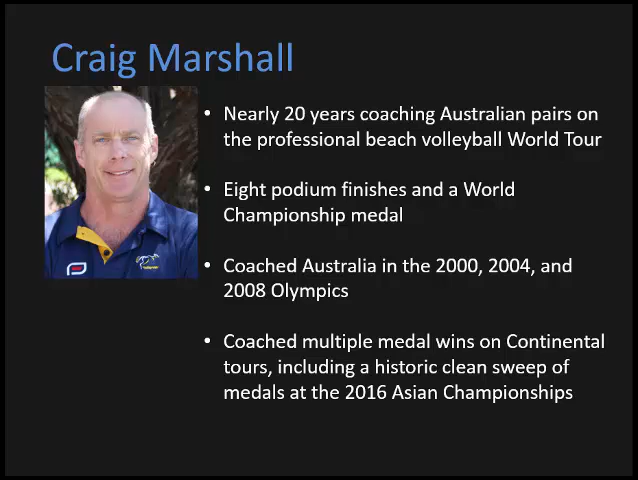 Craig Marshall
• Nearly 20 years coaching Australian pairs on
the professional beach volleyball World Tour
• Eight podium finishes and a World
Championship medal
• Coached Australia in the 2000, 2004, and
2008 Olympics
• Coached multiple medal wins on Continental
tours, including a historic clean sweep of
medals at the 2016 Asian Championships